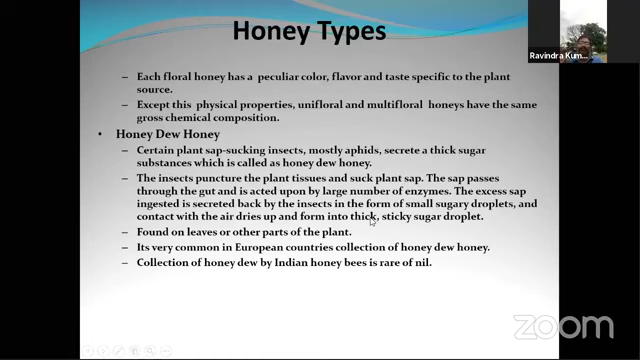 Honey Types
Ravindra Kum...
– Each floral honey has a peculiar color, flavor and taste specific to the plant
source.
– Except this physical properties, unifloral and multifloral honeys have the same
gross chemical composition.
• Honey Dew Honey
– Certain plant sap-sucking insects, mostly aphids, secrete a thick sugar
substances which is called as honey dew honey.
– The insects puncture the plant tissues and suck plant sap. The sap passes
through the gut and is acted upon by large number of enzymes. The excess sap
ingested is secreted back by the insects in the form of small sugary droplets, and
contact with the air dries up and form into thick, sticky sugar droplet.
– Found on leaves or other parts of the plant.
– Its very common in European countries collection of honey dew honey.
– Collection of honey dew by Indian honey bees is rare of nil.
zoom